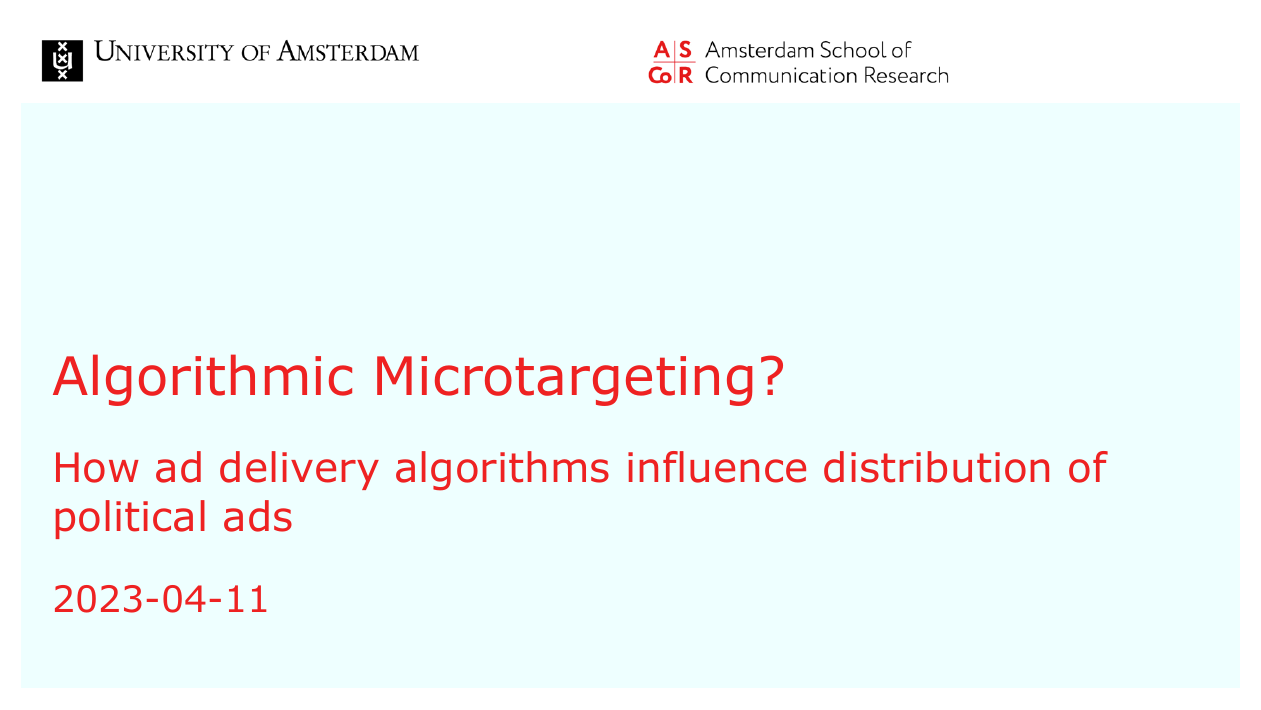 UNIVERSITY OF AMSTERDAM
A S
Co R
Amsterdam School of
Communication Research
Algorithmic Microtargeting?
How ad delivery algorithms influence distribution of
political ads
2023-04-11